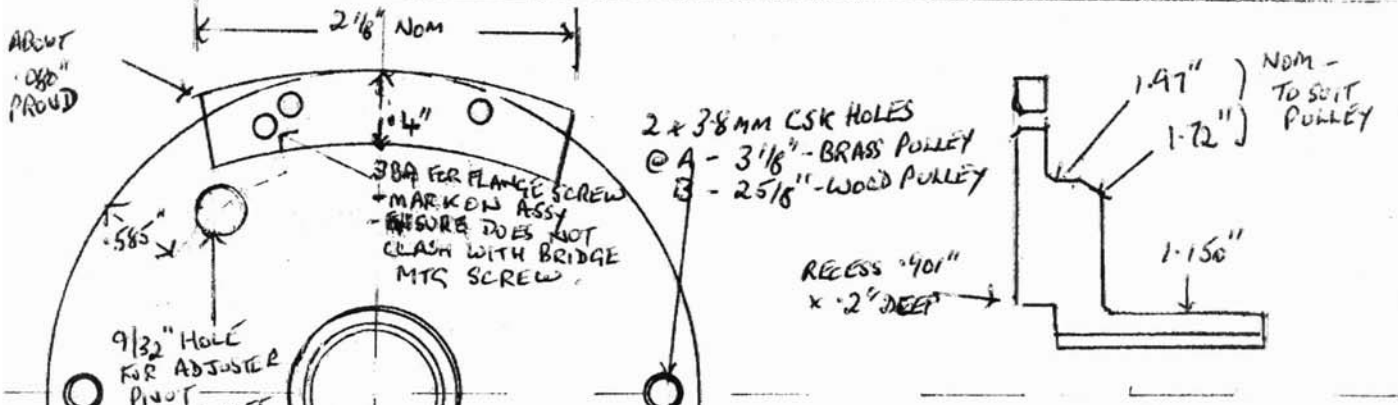 2 1/8" NOM
ABOUT
.080"
PROUD
.4"
3BA FOR FLANGE SCREW
- MARK ON ASSY
- ENSURE DOES NOT
CLASH WITH BRIDGE
MTG SCREW.
.585"
9/32" HOLE
FOR ADJUSTER
PIVOT
2 x 3.8MM CSK HOLES
@ A - 3 1/8" - BRASS PULLEY
B - 2 5/8" - WOOD PULLEY
1.97" ) NOM -
TO SUIT
1.72" ) PULLEY
RECESS .901"
x .2" DEEP
1.150"